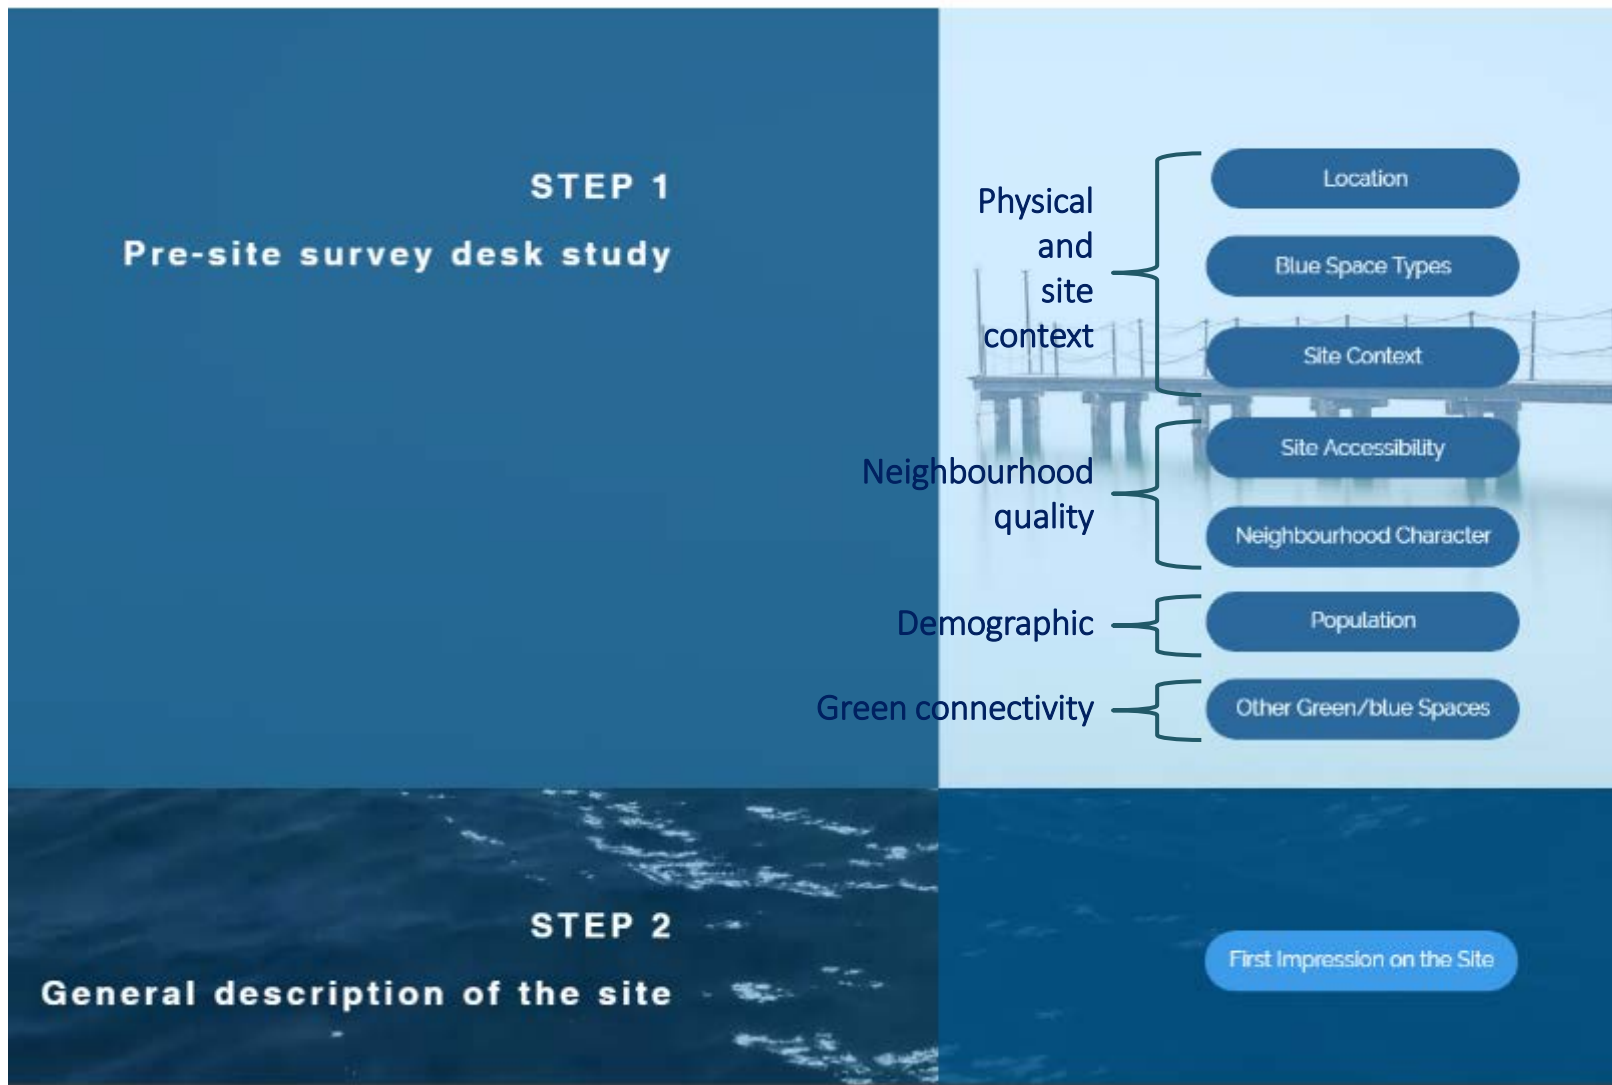 STEP 1
Pre-site survey desk study
Physical
and
site
context
Location
Blue Space Types
Site Context
Neighbourhood
quality
Site Accessibility
Neighbourhood Character
Demographic
Population
Green connectivity
Other Green/blue Spaces
STEP 2
General description of the site
First Impression on the Site